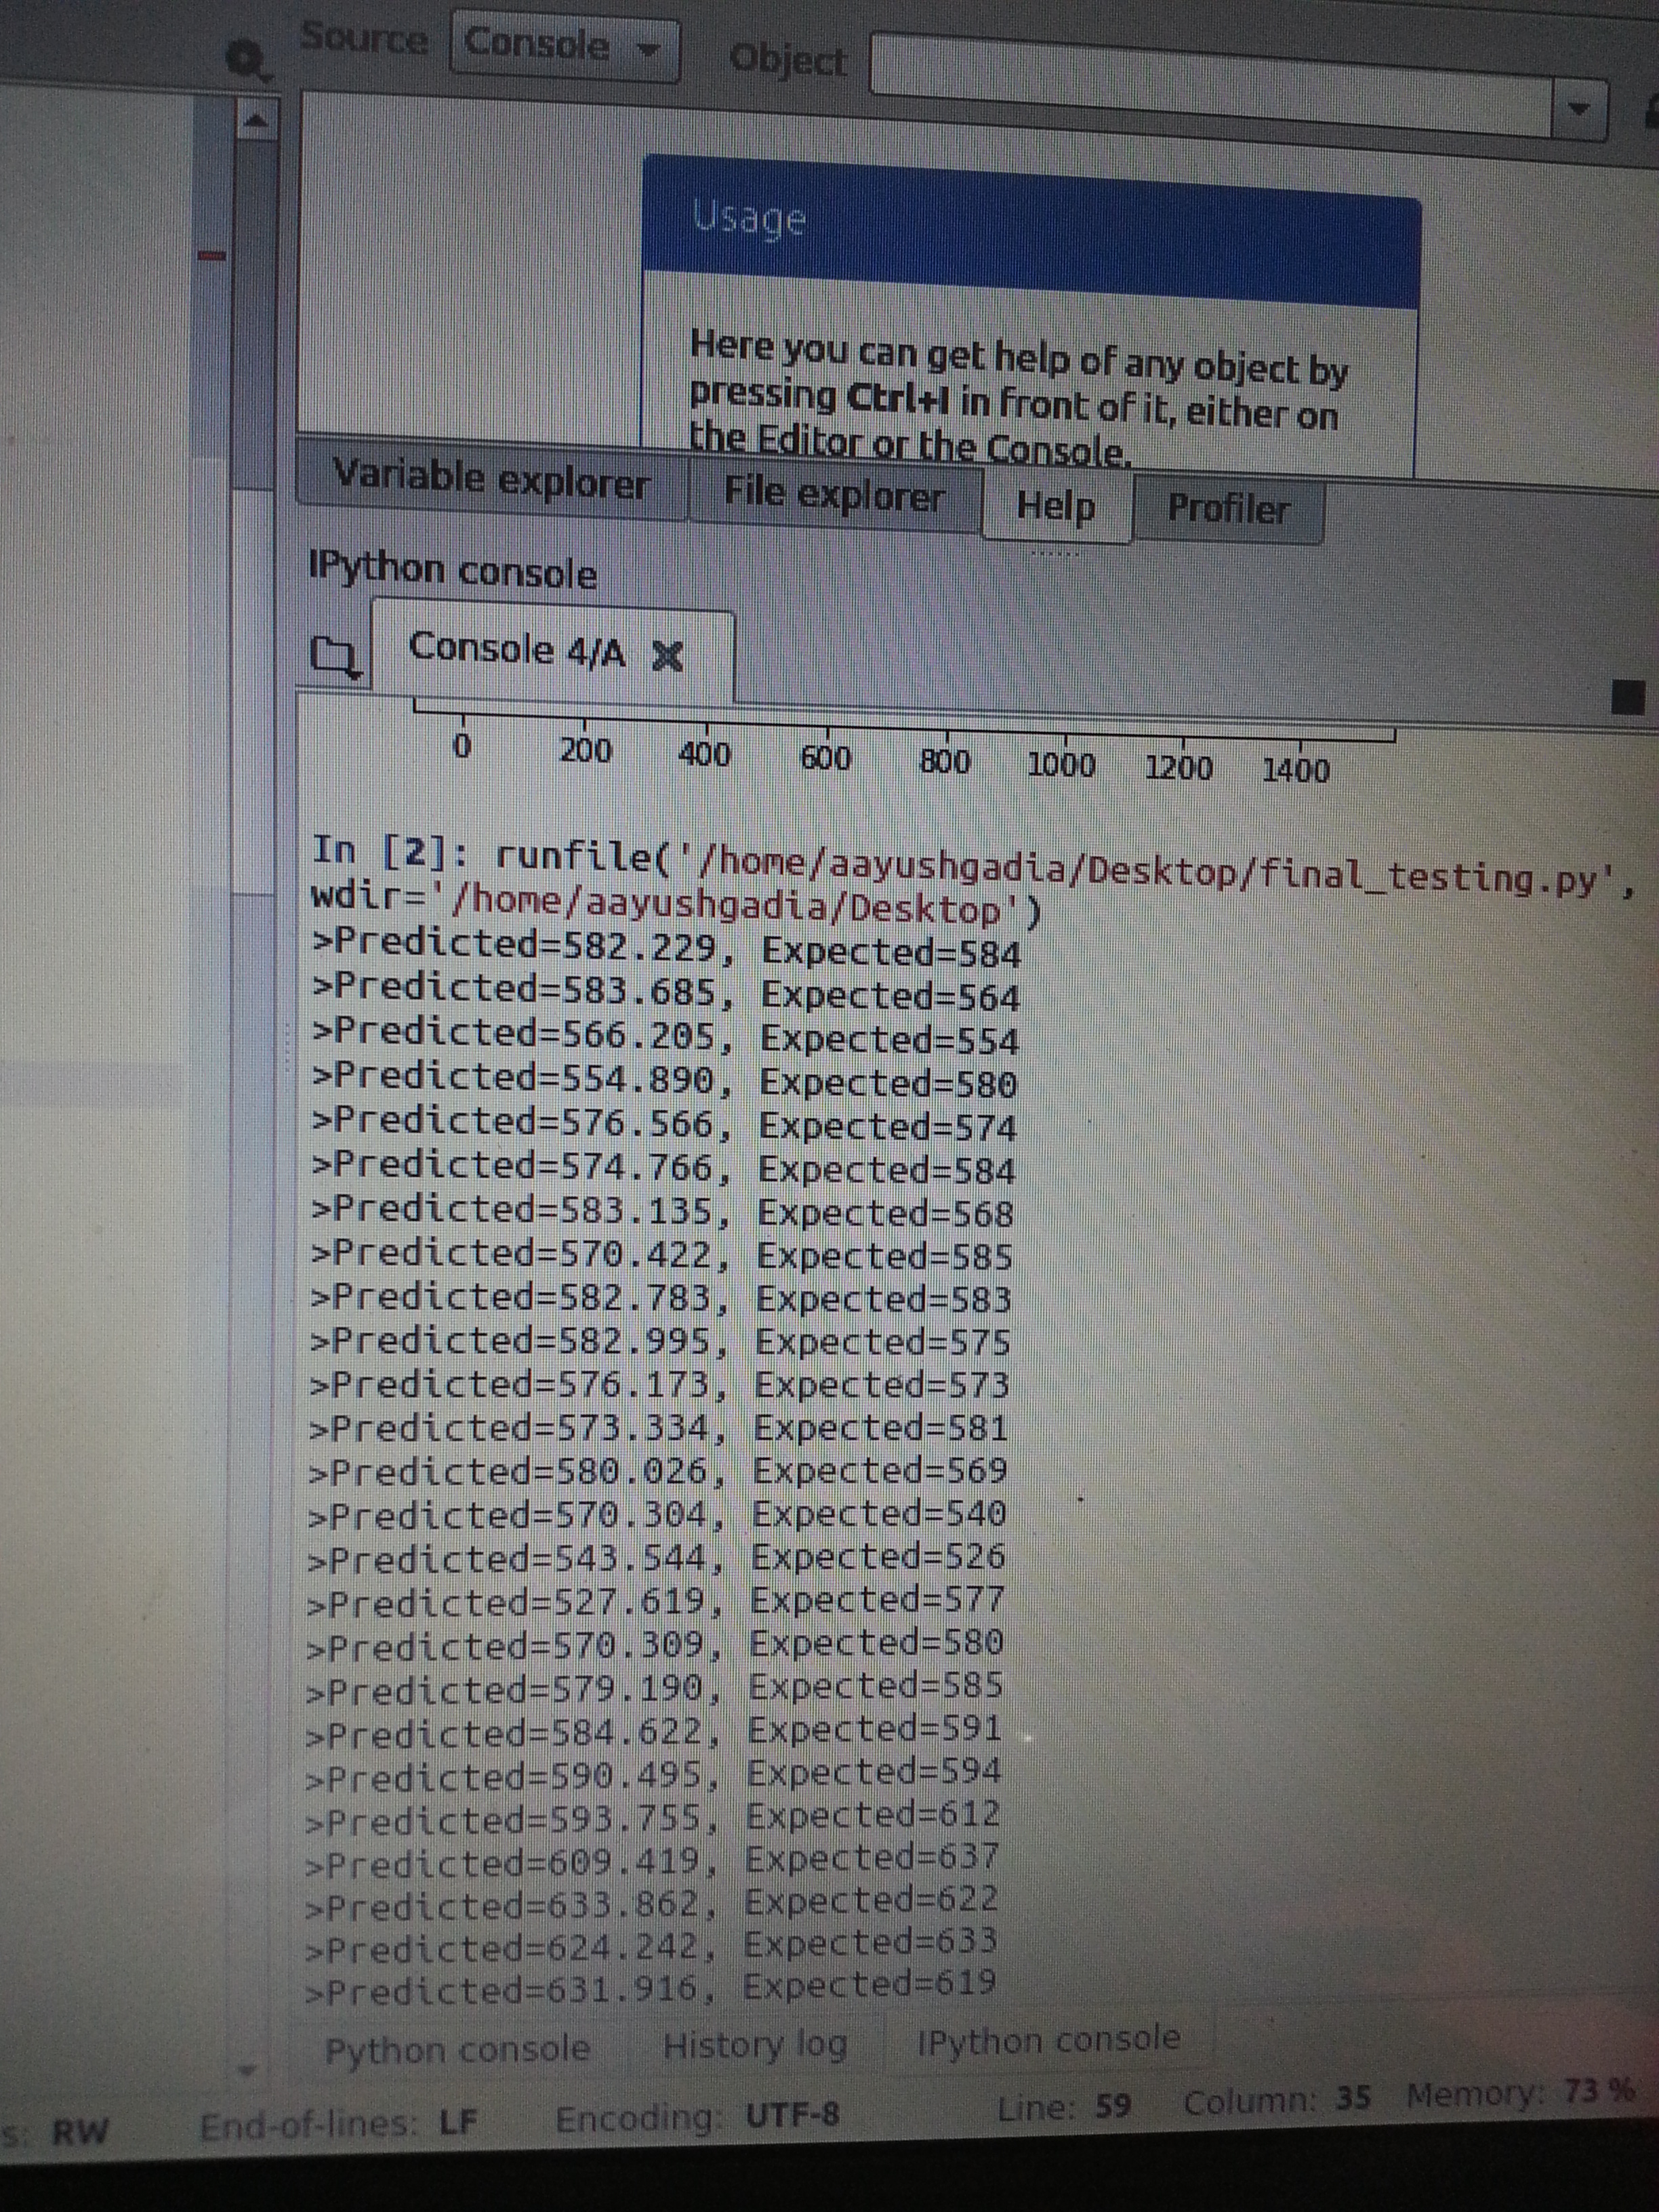 Source Console Object
Usage
Here you can get help of any object by
pressing Ctrl+I in front of it, either on
the Editor or the Console.
Variable explorer File explorer Help Profiler
IPython console
Console 4/A
0 200 400 600 800 1000 1200 1400
In [2]: runfile('/home/aayushgadia/Desktop/final_testing.py',
wdir='/home/aayushgadia/Desktop')
>Predicted=582.229, Expected=584
>Predicted=583.685, Expected=564
>Predicted=566.205, Expected=554
>Predicted=554.890, Expected=580
>Predicted=576.566, Expected=574
>Predicted=574.766, Expected=584
>Predicted=583.135, Expected=568
>Predicted=570.422, Expected=585
>Predicted=582.783, Expected=583
>Predicted=582.995, Expected=575
>Predicted=576.173, Expected=573
>Predicted=573.334, Expected=581
>Predicted=580.026, Expected=569
>Predicted=570.304, Expected=540
>Predicted=543.544, Expected=526
>Predicted=527.619, Expected=577
>Predicted=570.309, Expected=580
>Predicted=579.190, Expected=585
>Predicted=584.622, Expected=591
>Predicted=590.495, Expected=594
>Predicted=593.755, Expected=612
>Predicted=609.419, Expected=637
>Predicted=633.862, Expected=622
>Predicted=624.242, Expected=633
>Predicted=631.916, Expected=619
Python console History log IPython console
s: RW End-of-lines: LF Encoding: UTF-8 Line: 59 Column: 35 Memory: 73 %